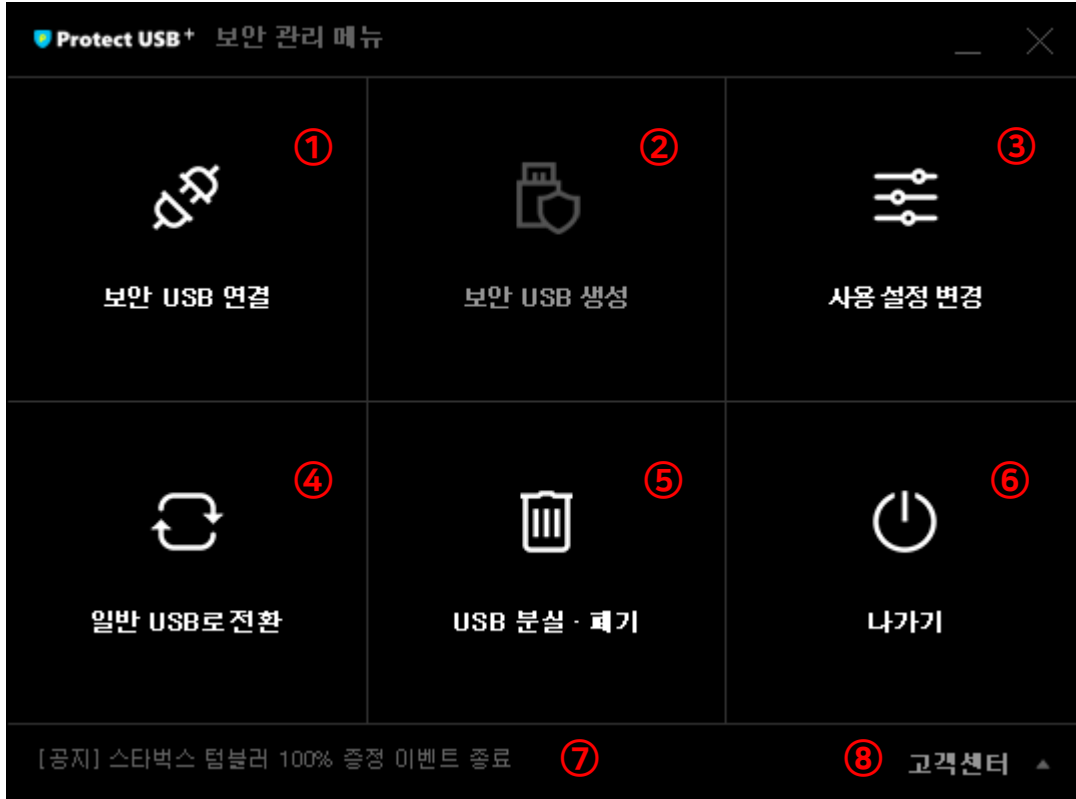 Protect USB+ 보안 관리 메뉴
① ② ③
보안 USB 연결 보안 USB 생성 사용 설정 변경
④ ⑤ ⑥
일반 USB로 전환 USB 분실 · 폐기 나가기
[공지] 스타벅스 텀블러 100% 증정 이벤트 종료 ⑦ ⑧ 고객센터 ▲